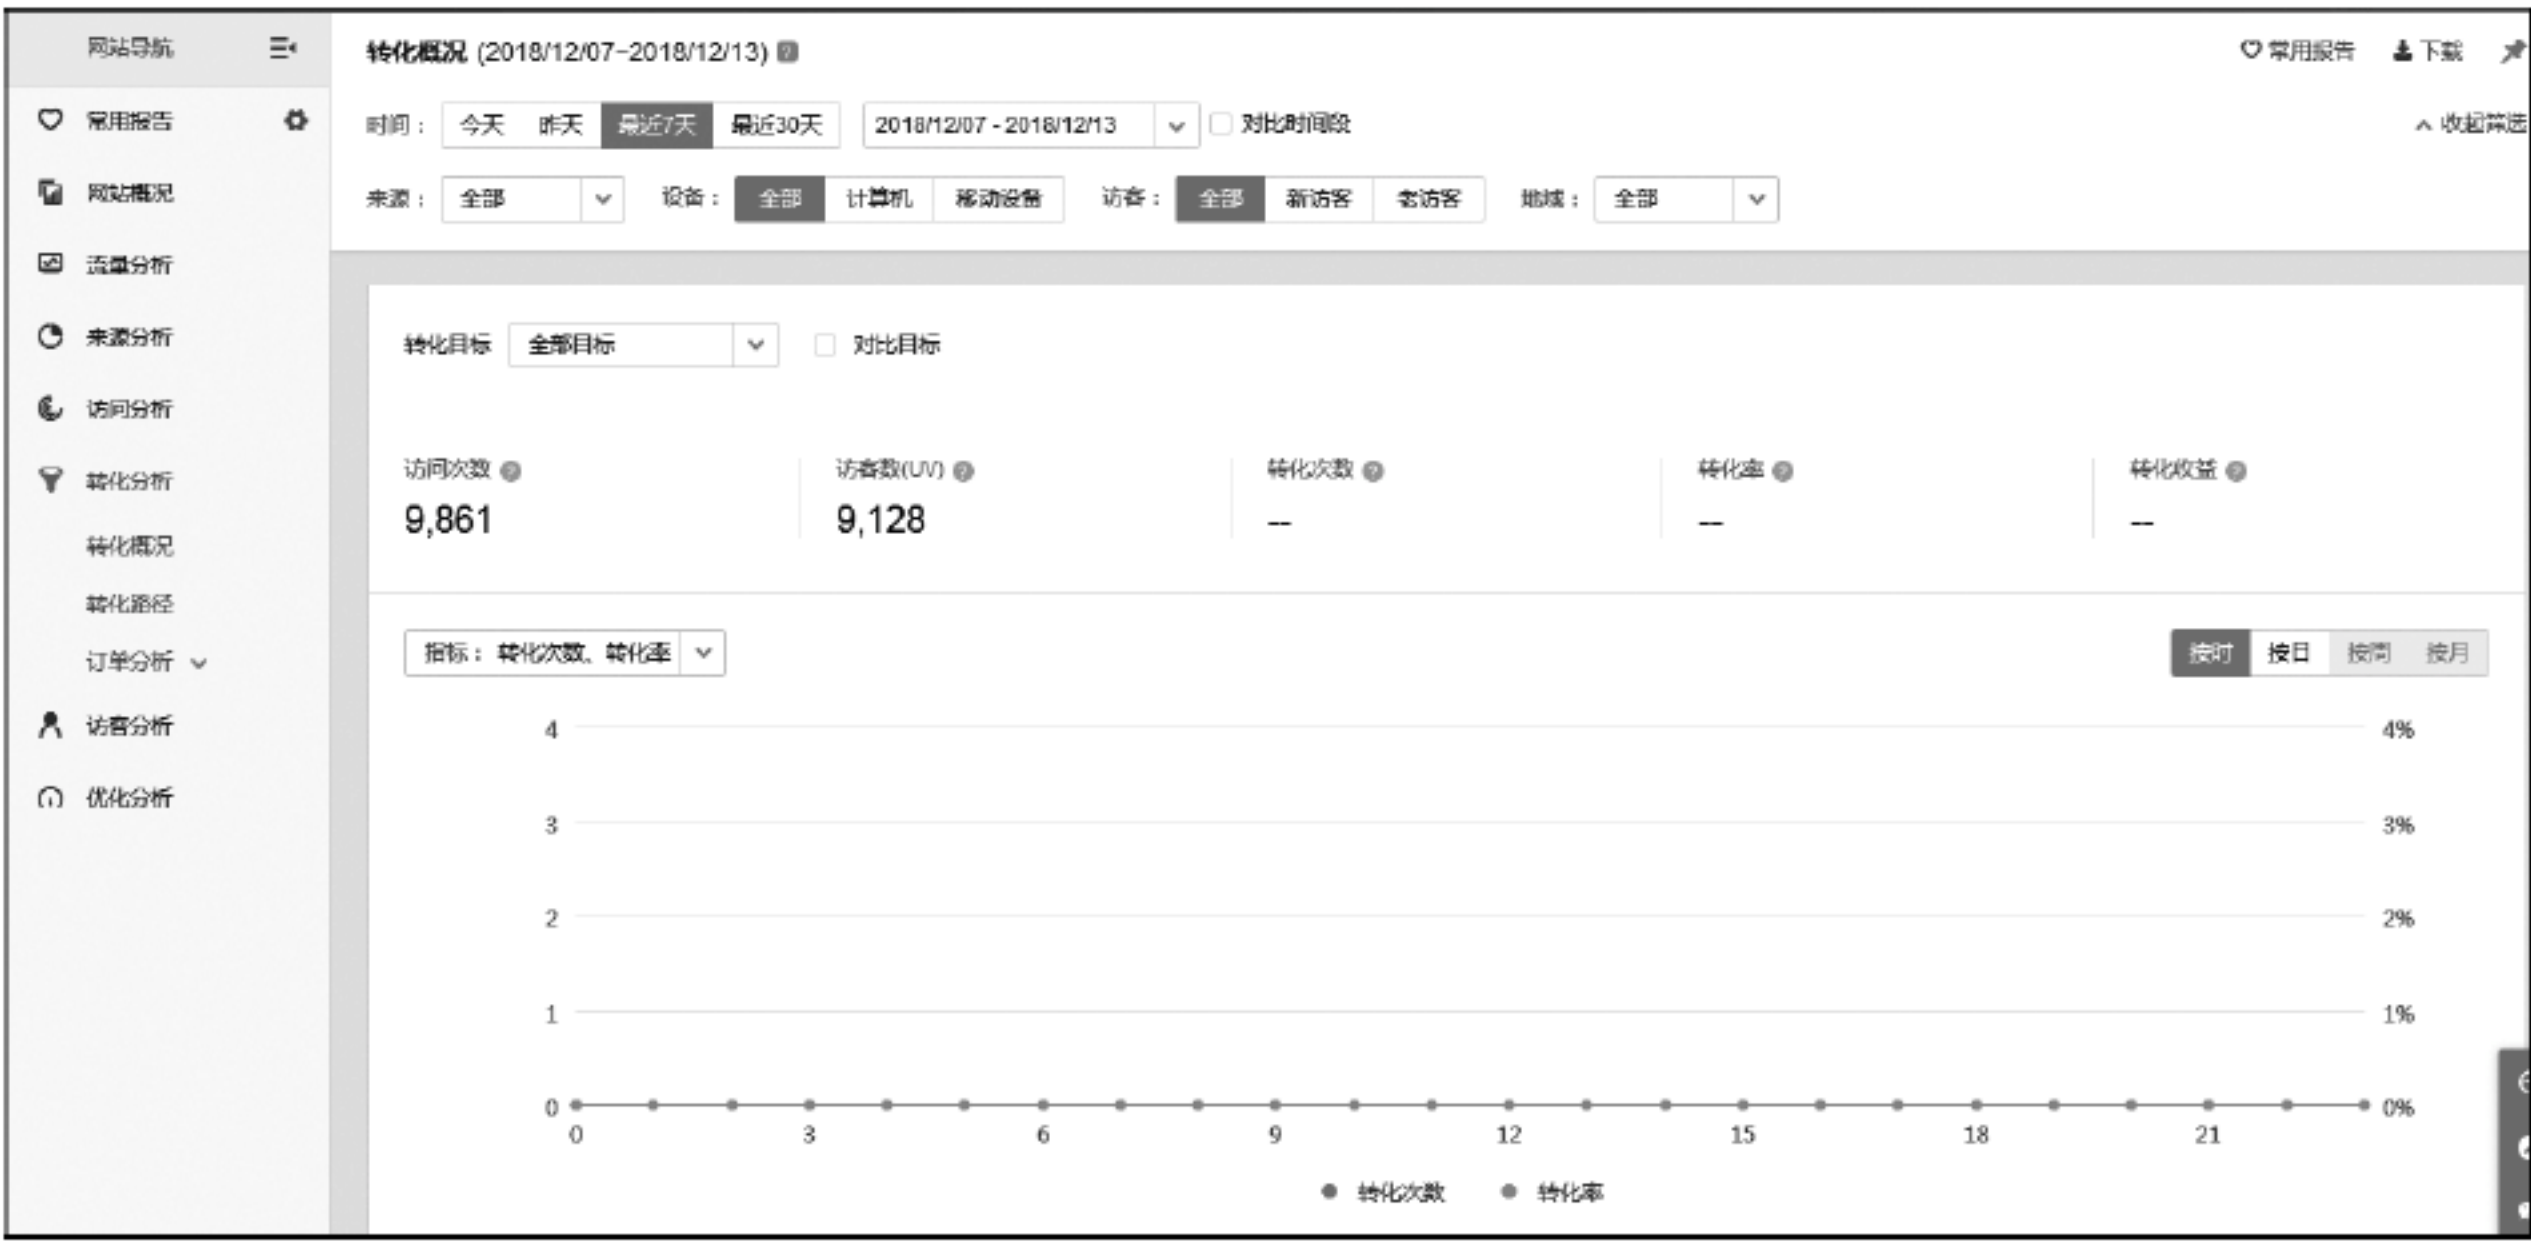 网站导航
常用报告
网站概况
流量分析
来源分析
访问分析
转化分析
转化概况
转化路径
订单分析
访客分析
优化分析
转化概况 (2018/12/07-2018/12/13) ?
常用报告 下载
时间： 今天 昨天 最近7天 最近30天 2018/12/07 - 2018/12/13 对比时间段 收起筛选
来源： 全部 设备： 全部 计算机 移动设备 访客： 全部 新访客 老访客 地域： 全部
转化目标 全部目标 对比目标
访问次数 ? 访客数(UV) ? 转化次数 ? 转化率 ? 转化收益 ?
9,861 9,128 -- -- --
指标： 转化次数、转化率 按时 按日 按周 按月
4 4%
3 3%
2 2%
1 1%
0 0%
0 3 6 9 12 15 18 21
转化次数 转化率